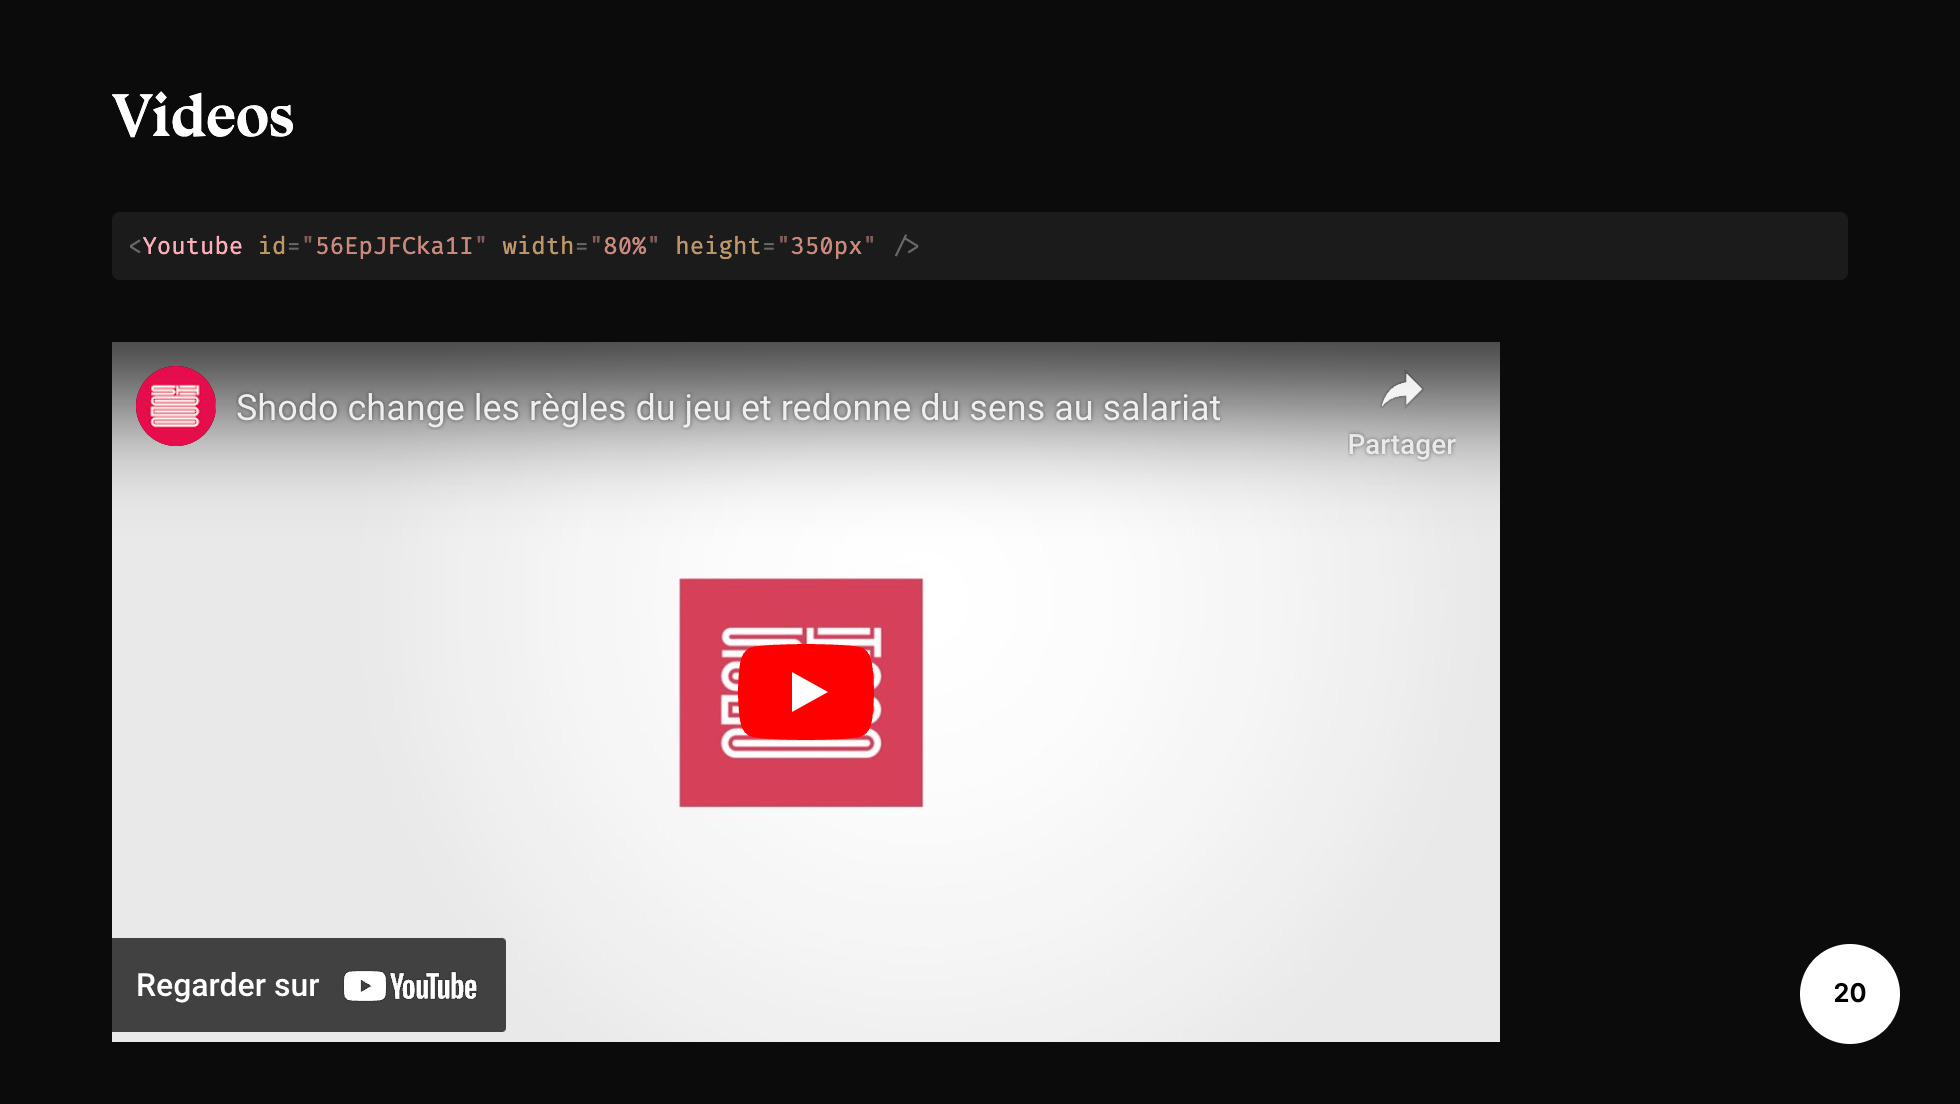 Videos
<Youtube id="56EpJFCka1I" width="80%" height="350px" />
Shodo change les règles du jeu et redonne du sens au salariat
Partager
Regarder sur YouTube
20